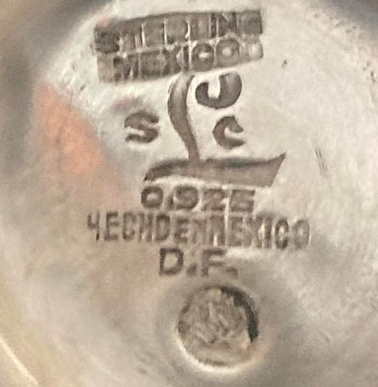 STERLING
MEXICO
S L U C
0.925
HECHO EN MEXICO
D.F.